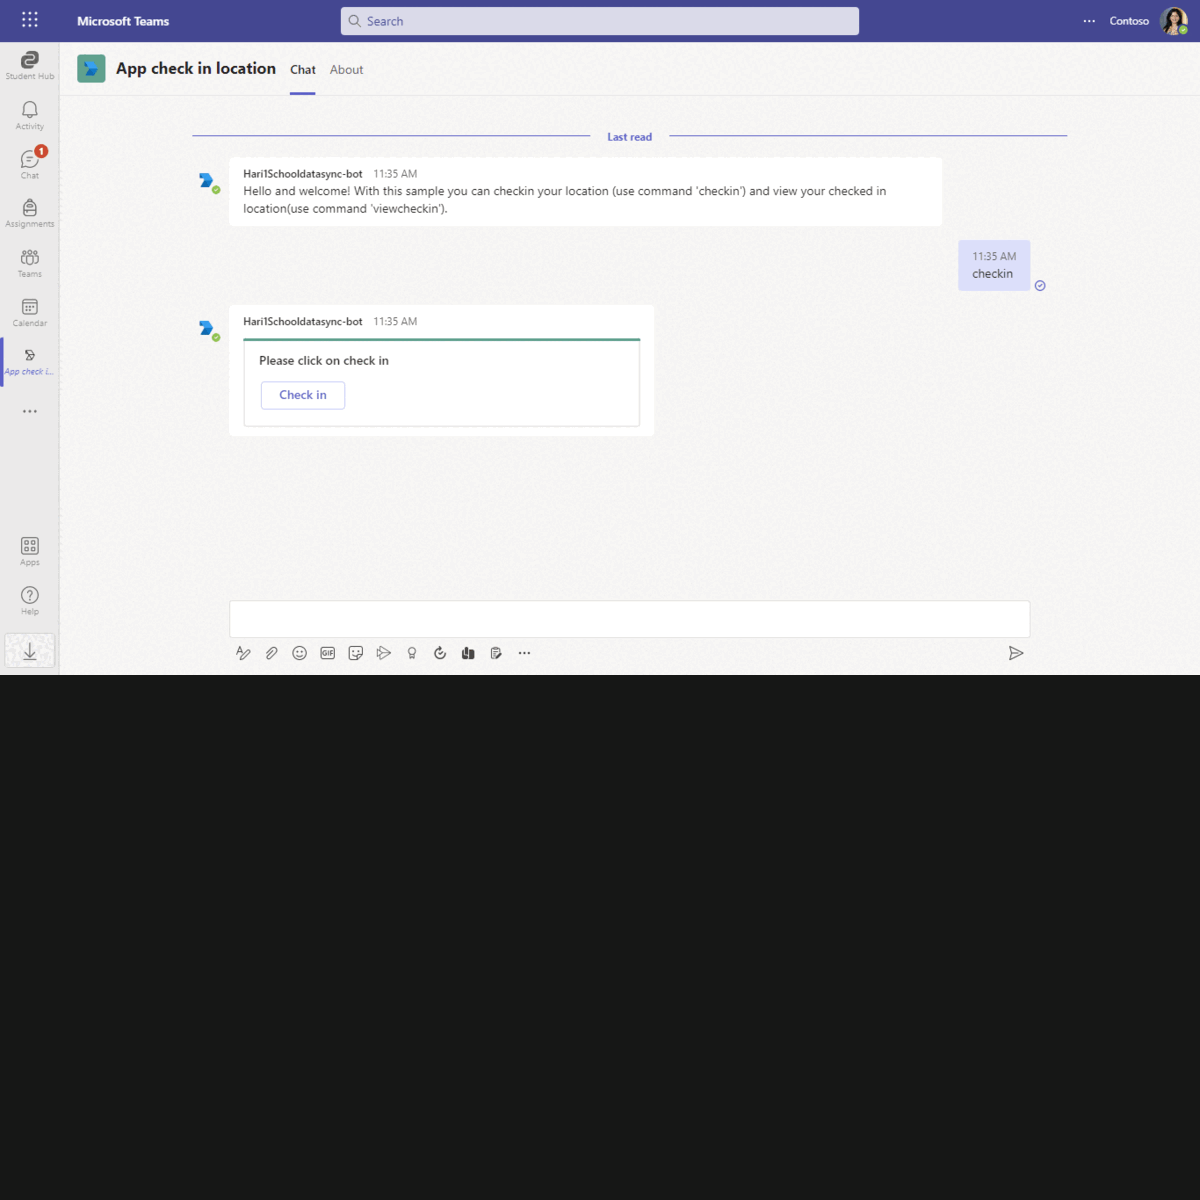 Microsoft Teams
Search
Contoso
Student Hub
Activity
1
Chat
Assignments
Teams
Calendar
App check i...
Apps
Help
App check in location
Chat
About
Last read
Hari1Schooldatasync-bot 11:35 AM
Hello and welcome! With this sample you can checkin your location (use command 'checkin') and view your checked in
location(use command 'viewcheckin').
11:35 AM
checkin
Hari1Schooldatasync-bot 11:35 AM
Please click on check in
Check in
GIF